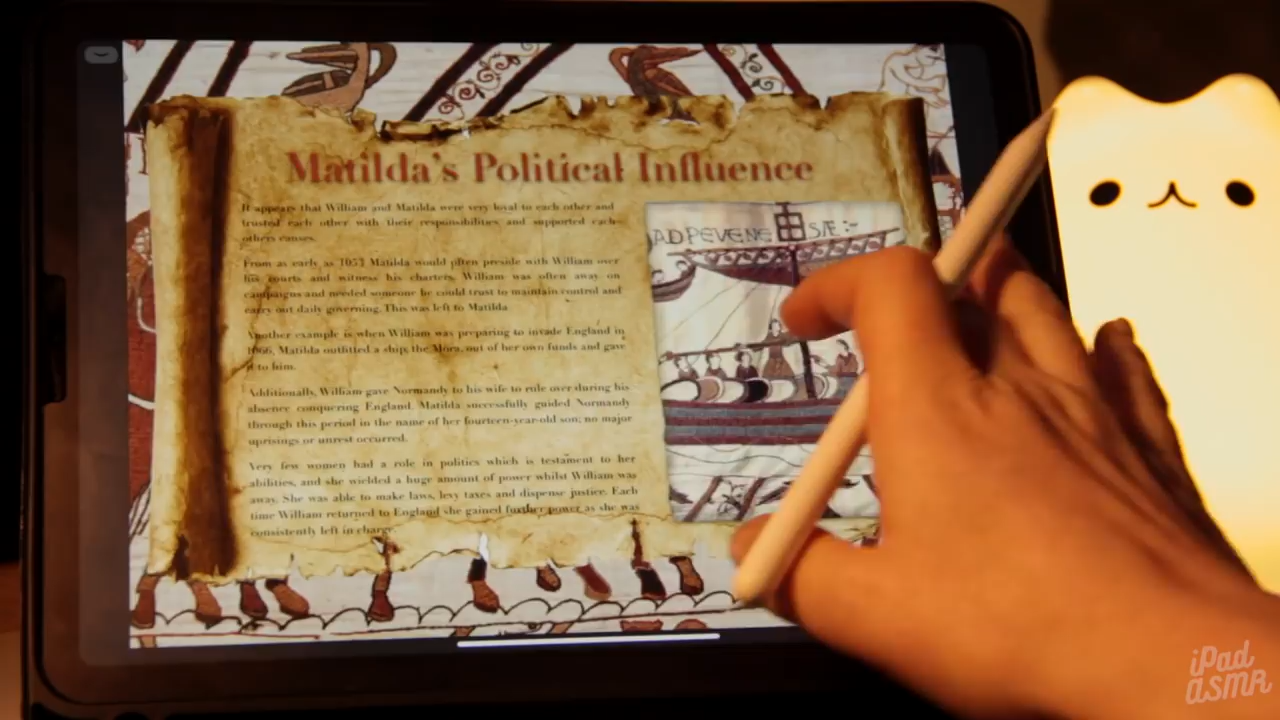 Matilda's Political Influence
It appears that William and Matilda were very loyal to each other and
trusted each other with their responsibilities and supported each
others causes.
From as early as 1053 Matilda would often preside with William over
his courts and witness his charters. William was often away on
campaigns and needed someone he could trust to maintain control and
carry out daily governing. This was left to Matilda.
Another example is when William was preparing to invade England in
1066, Matilda outfitted a ship, the Mora, out of her own funds and gave
it to him.
Additionally, William gave Normandy to his wife to rule over during his
absence conquering England. Matilda successfully guided Normandy
through this period in the name of her fourteen-year-old son; no major
uprisings or unrest occurred.
Very few women had a role in politics which is testament to her
abilities, and she wielded a huge amount of power whilst William was
away. She was able to make laws, levy taxes and dispense justice. Each
time William returned to England she gained further power as she was
consistently left in charge.
AD PEVENE SÆ:-
iPad
asmr